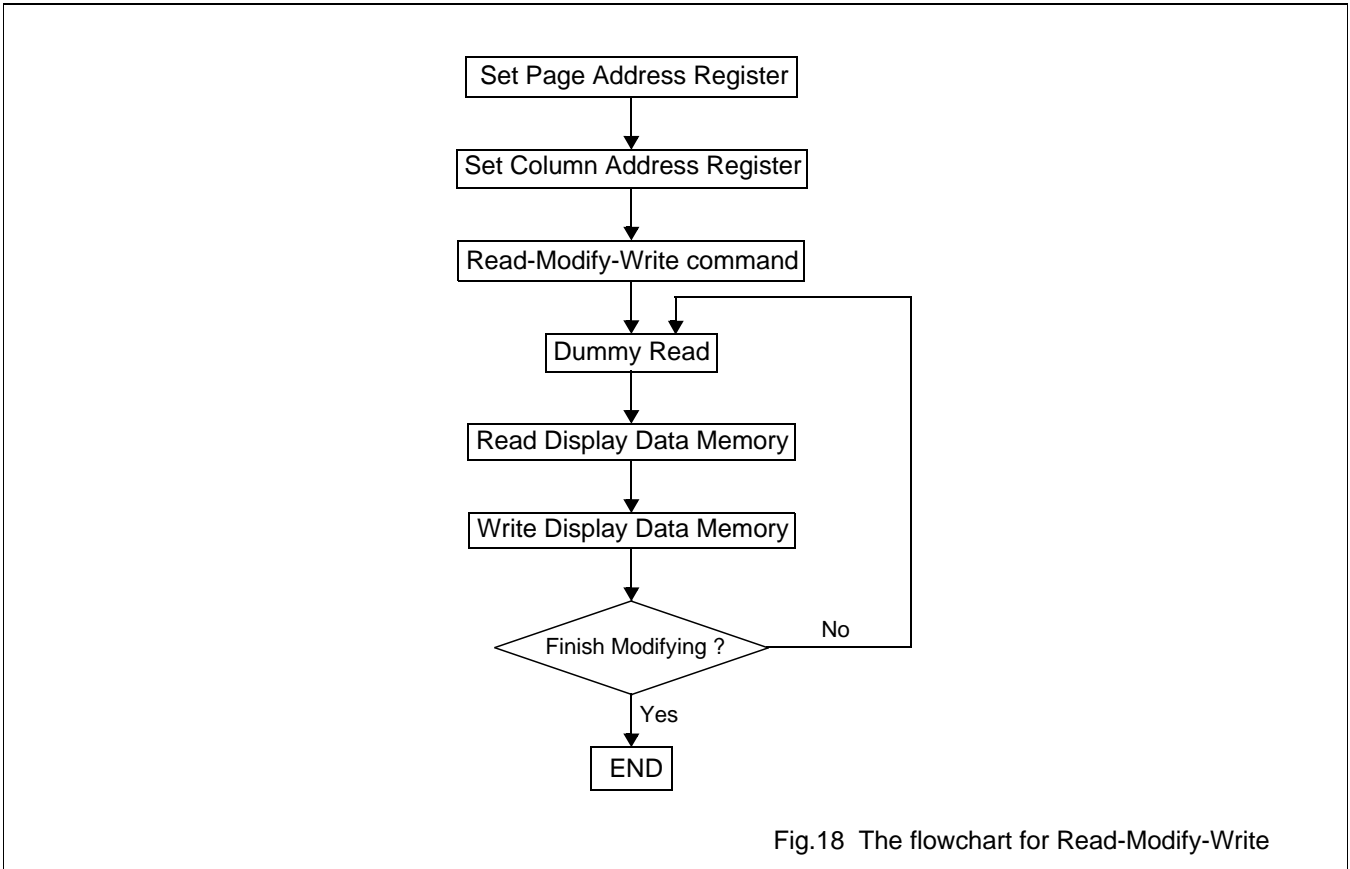 Set Page Address Register
Set Column Address Register
Read-Modify-Write command
Dummy Read
Read Display Data Memory
Write Display Data Memory
Finish Modifying ?
No
Yes
END
Fig.18 The flowchart for Read-Modify-Write